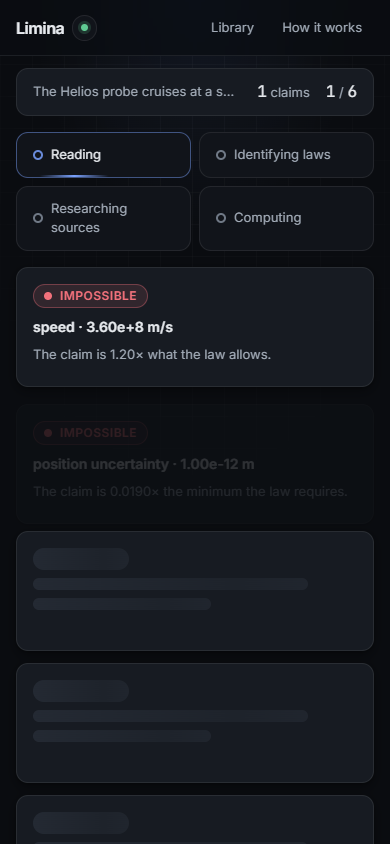 Limina
Library
How it works
The Helios probe cruises at a s...
1 claims
1 / 6
Reading
Identifying laws
Researching
sources
Computing
IMPOSSIBLE
speed · 3.60e+8 m/s
The claim is 1.20× what the law allows.
IMPOSSIBLE
position uncertainty · 1.00e-12 m
The claim is 0.0190× the minimum the law requires.